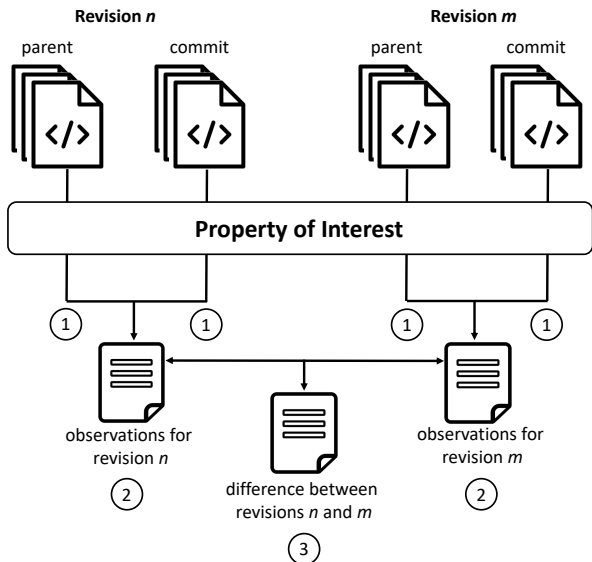 Revision n
Revision m
parent
commit
parent
commit
</>
</>
</>
</>
Property of Interest
1
1
1
1
observations for
revision n
2
observations for
revision m
2
difference between
revisions n and m
3